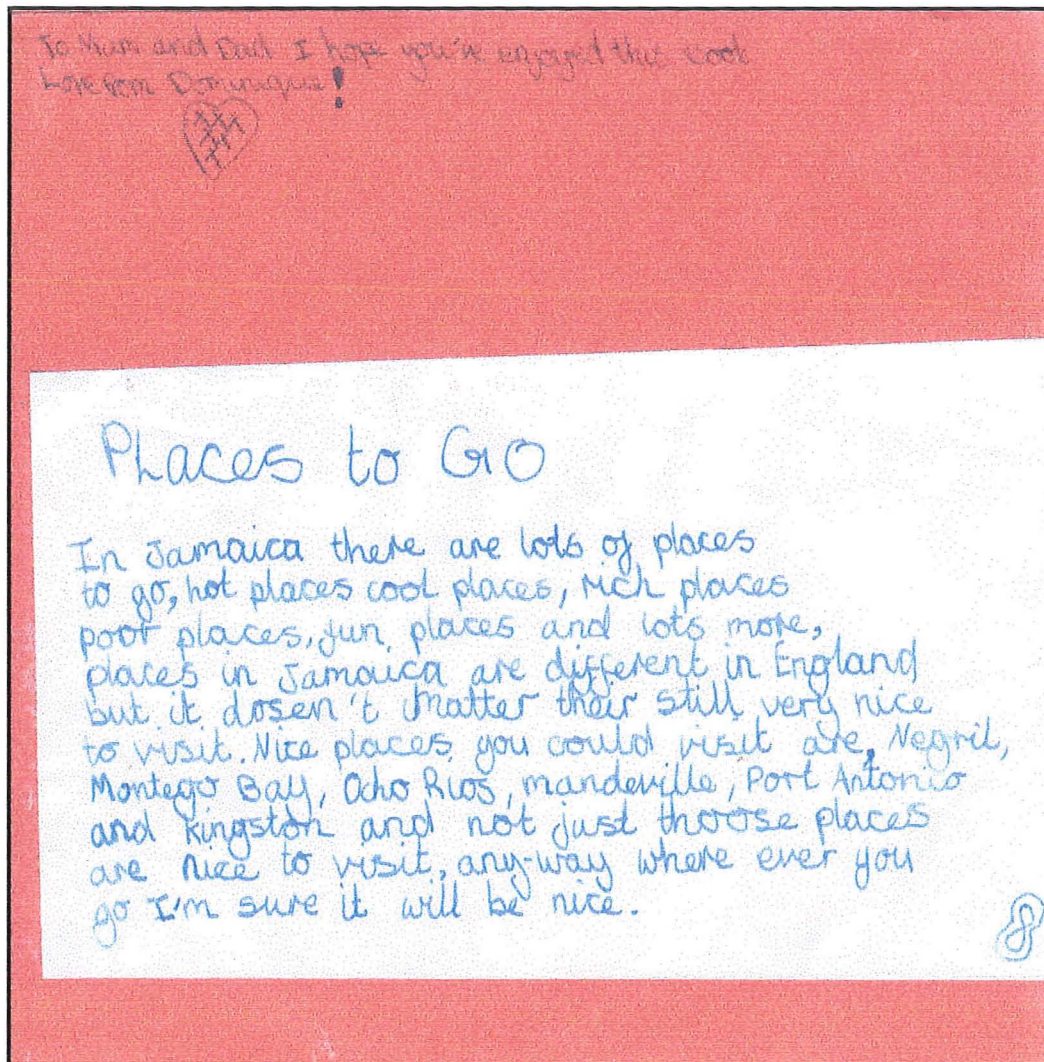 To Mum and Dad I hope you've enjoyed this cool
Love from Dominique!
Places to Go
In Jamaica there are lots of places
to go, hot places cool places, rich places
poor places, fun places and lots more,
places in Jamaica are different in England
but it dosen't matter their still very nice
to visit. Nice places you could visit are, Negril,
Montego Bay, Ocho Rios, mandeville, Port Antonio
and Kingston and not just thoose places
are nice to visit, any-way where ever you
go I'm sure it will be nice.
8